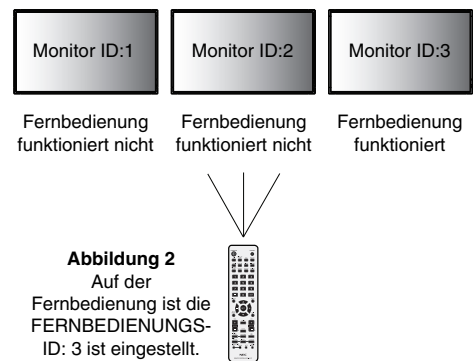 Monitor ID:1
Monitor ID:2
Monitor ID:3
Fernbedienung
funktioniert nicht
Fernbedienung
funktioniert nicht
Fernbedienung
funktioniert
Abbildung 2
Auf der
Fernbedienung ist die
FERNBEDIENUNGS-
ID: 3 ist eingestellt.